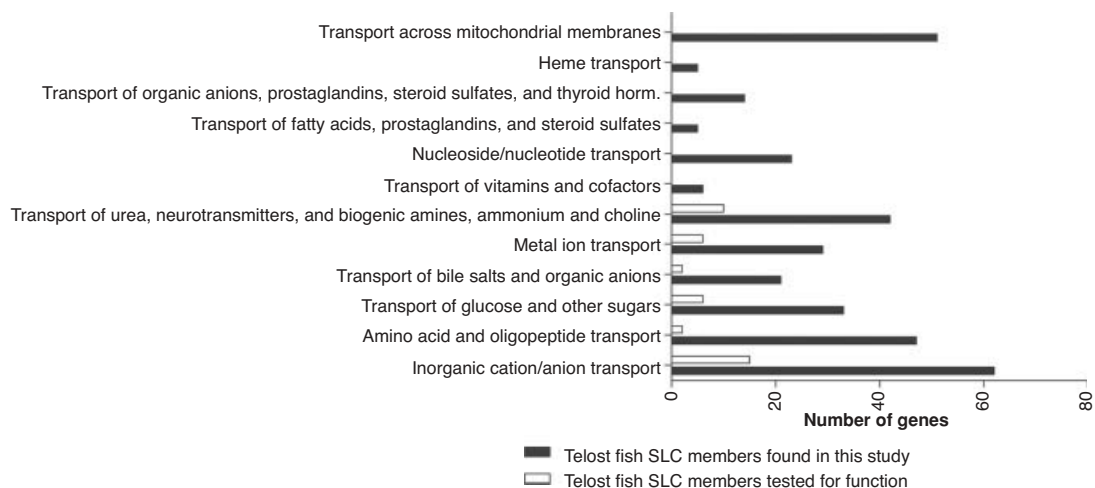 Transport across mitochondrial membranes
Heme transport
Transport of organic anions, prostaglandins, steroid sulfates, and thyroid horm.
Transport of fatty acids, prostaglandins, and steroid sulfates
Nucleoside/nucleotide transport
Transport of vitamins and cofactors
Transport of urea, neurotransmitters, and biogenic amines, ammonium and choline
Metal ion transport
Transport of bile salts and organic anions
Transport of glucose and other sugars
Amino acid and oligopeptide transport
Inorganic cation/anion transport
0 20 40 60 80
Number of genes
Telost fish SLC members found in this study
Telost fish SLC members tested for function